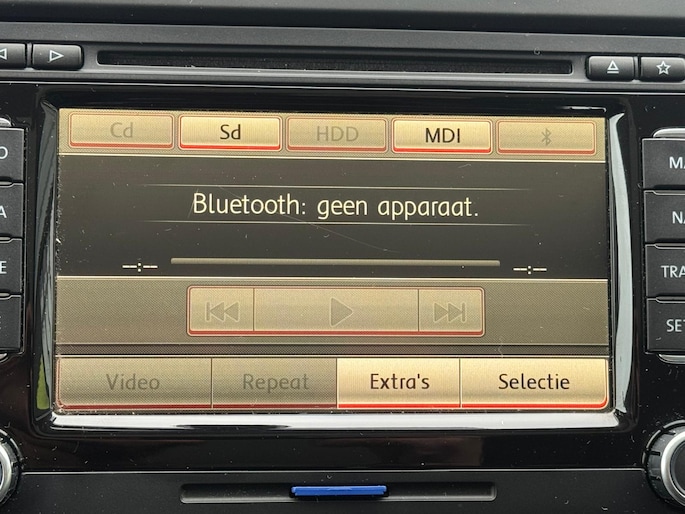 Cd Sd HDD MDI
Bluetooth: geen apparaat.
--:-- --:--
Video Repeat Extra's Selectie